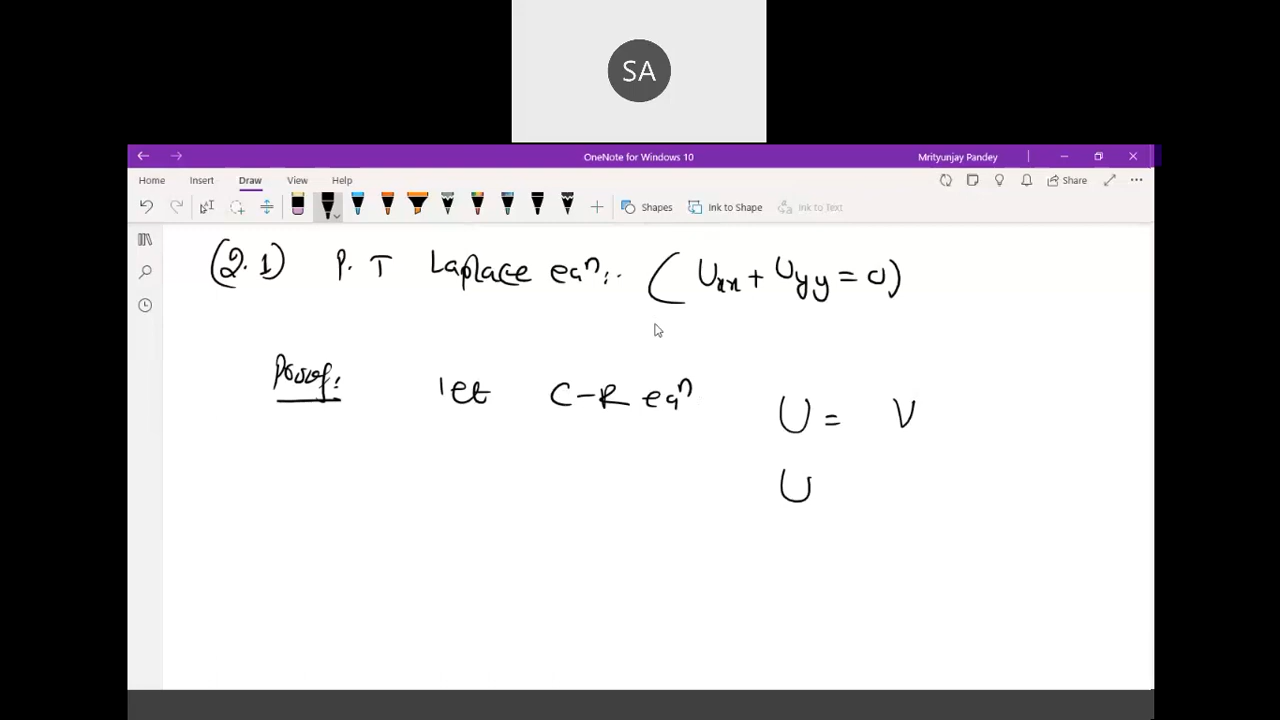 SA
OneNote for Windows 10
Mrityunjay Pandey
Home Insert Draw View Help
Share
Shapes Ink to Shape Ink to Text
(Q.1) P.T Laplace eqⁿ:. (Uxx + Uyy = 0)
Proof: let C-R eqⁿ
U = V
U